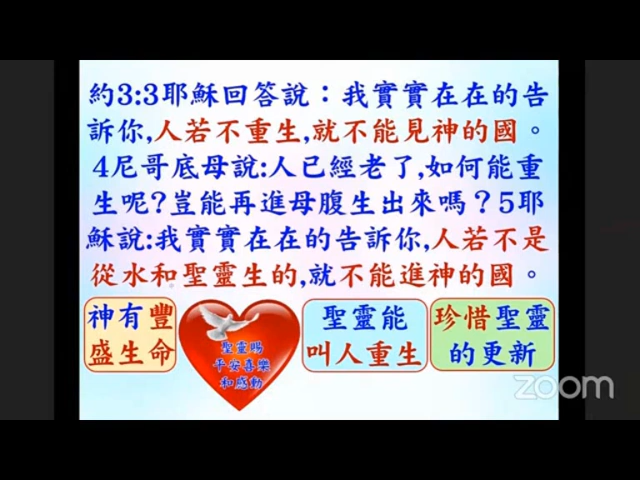 約3:3耶穌回答說：我實實在在的告
訴你,人若不重生,就不能見神的國。
4尼哥底母說:人已經老了,如何能重
生呢?豈能再進母腹生出來嗎？5耶
穌說:我實實在在的告訴你,人若不是
從水和聖靈生的,就不能進神的國。
神有豐
盛生命
聖靈賜
平安喜樂
和感動
聖靈能
叫人重生
珍惜聖靈
的更新
zoom